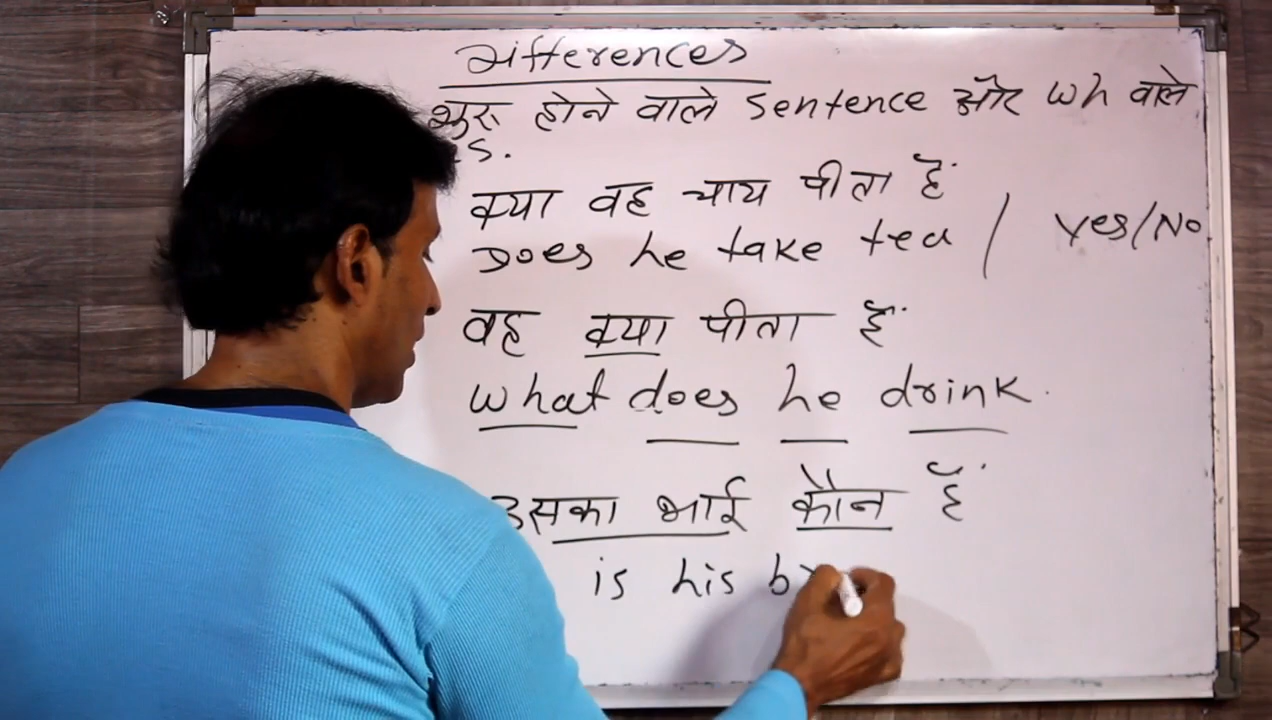 Differences
शुरू होने वाले Sentence और Wh वाले
s.
क्या वह चाय पीता है
Does he take tea / Yes/No
वह क्या पीता है
What does he drink.
उसका भाई कौन है
is his br